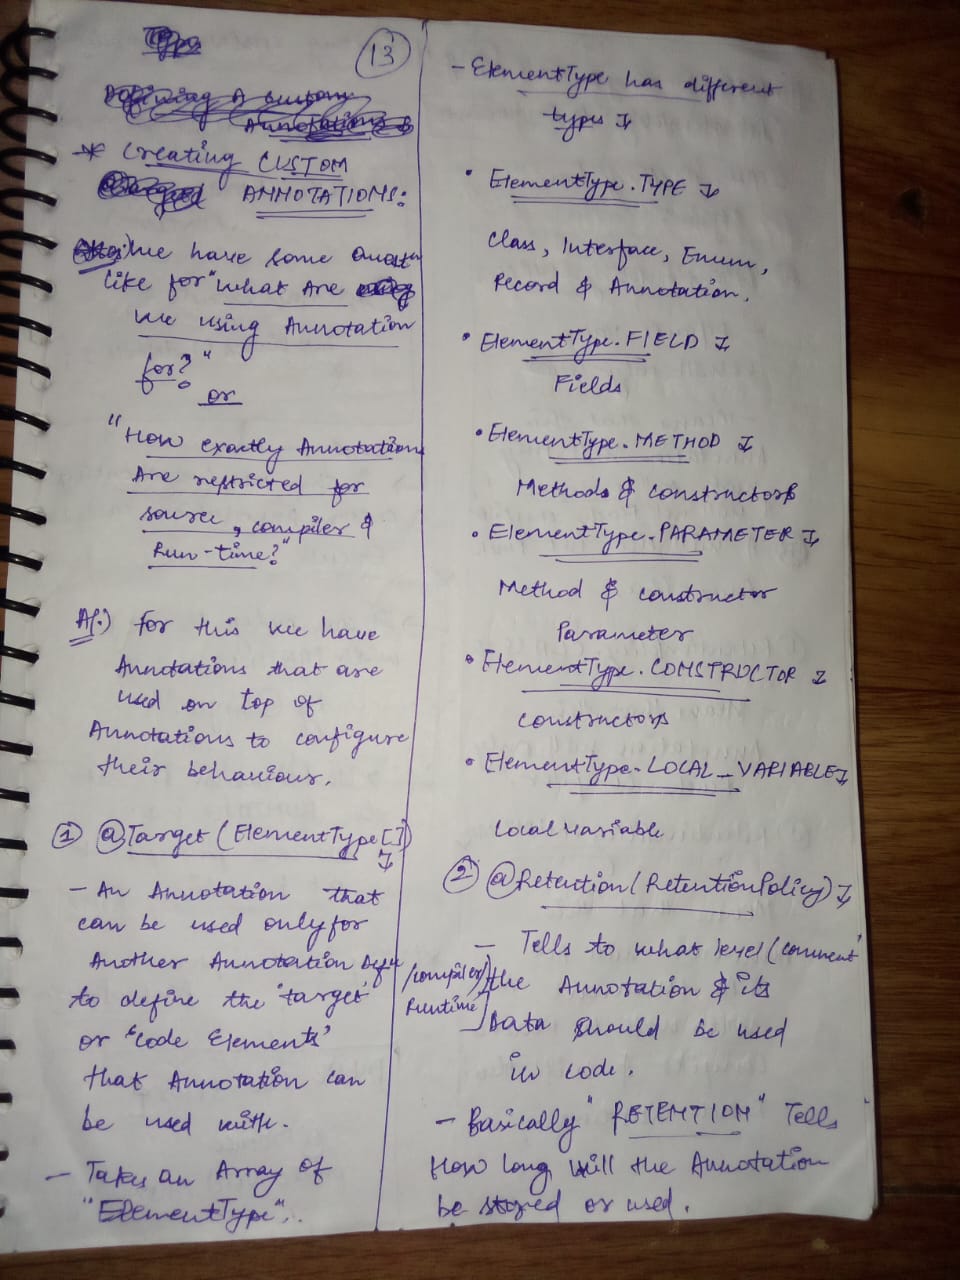 13
* Creating CUSTOM
ANNOTATIONS:
We have some
like for "what are
we using Annotation
for?"
or
"How exactly Annotations
Are restricted for
source, compiler &
Run-time?"
A1.) For this we have
Annotations that are
used on top of
Annotations to configure
their behaviour.
① @Target (ElementType[]) ↧
- An Annotation that
can be used only for
Another Annotation
to define the 'target'
or 'Code Elements'
that Annotation can
be used with.
- Takes an Array of
"ElementType".
- ElementType has different
types ↧
• ElementType.TYPE ↧
Class, Interface, Enum,
Record & Annotation.
• ElementType.FIELD ↧
Fields
• ElementType.METHOD ↧
Methods & constructors
• ElementType.PARAMETER ↧
Method & constructor
Parameter
• ElementType.CONSTRUCTOR ↧
constructors
• ElementType.LOCAL_VARIABLE ↧
Local variable
② @Retention(RetentionPolicy) ↧
- Tells to what level (comment
/compiler/
Runtime)
the Annotation & its
Data should be used
in code.
- Basically "RETENTION" Tells
How long will the Annotation
be stored or used.